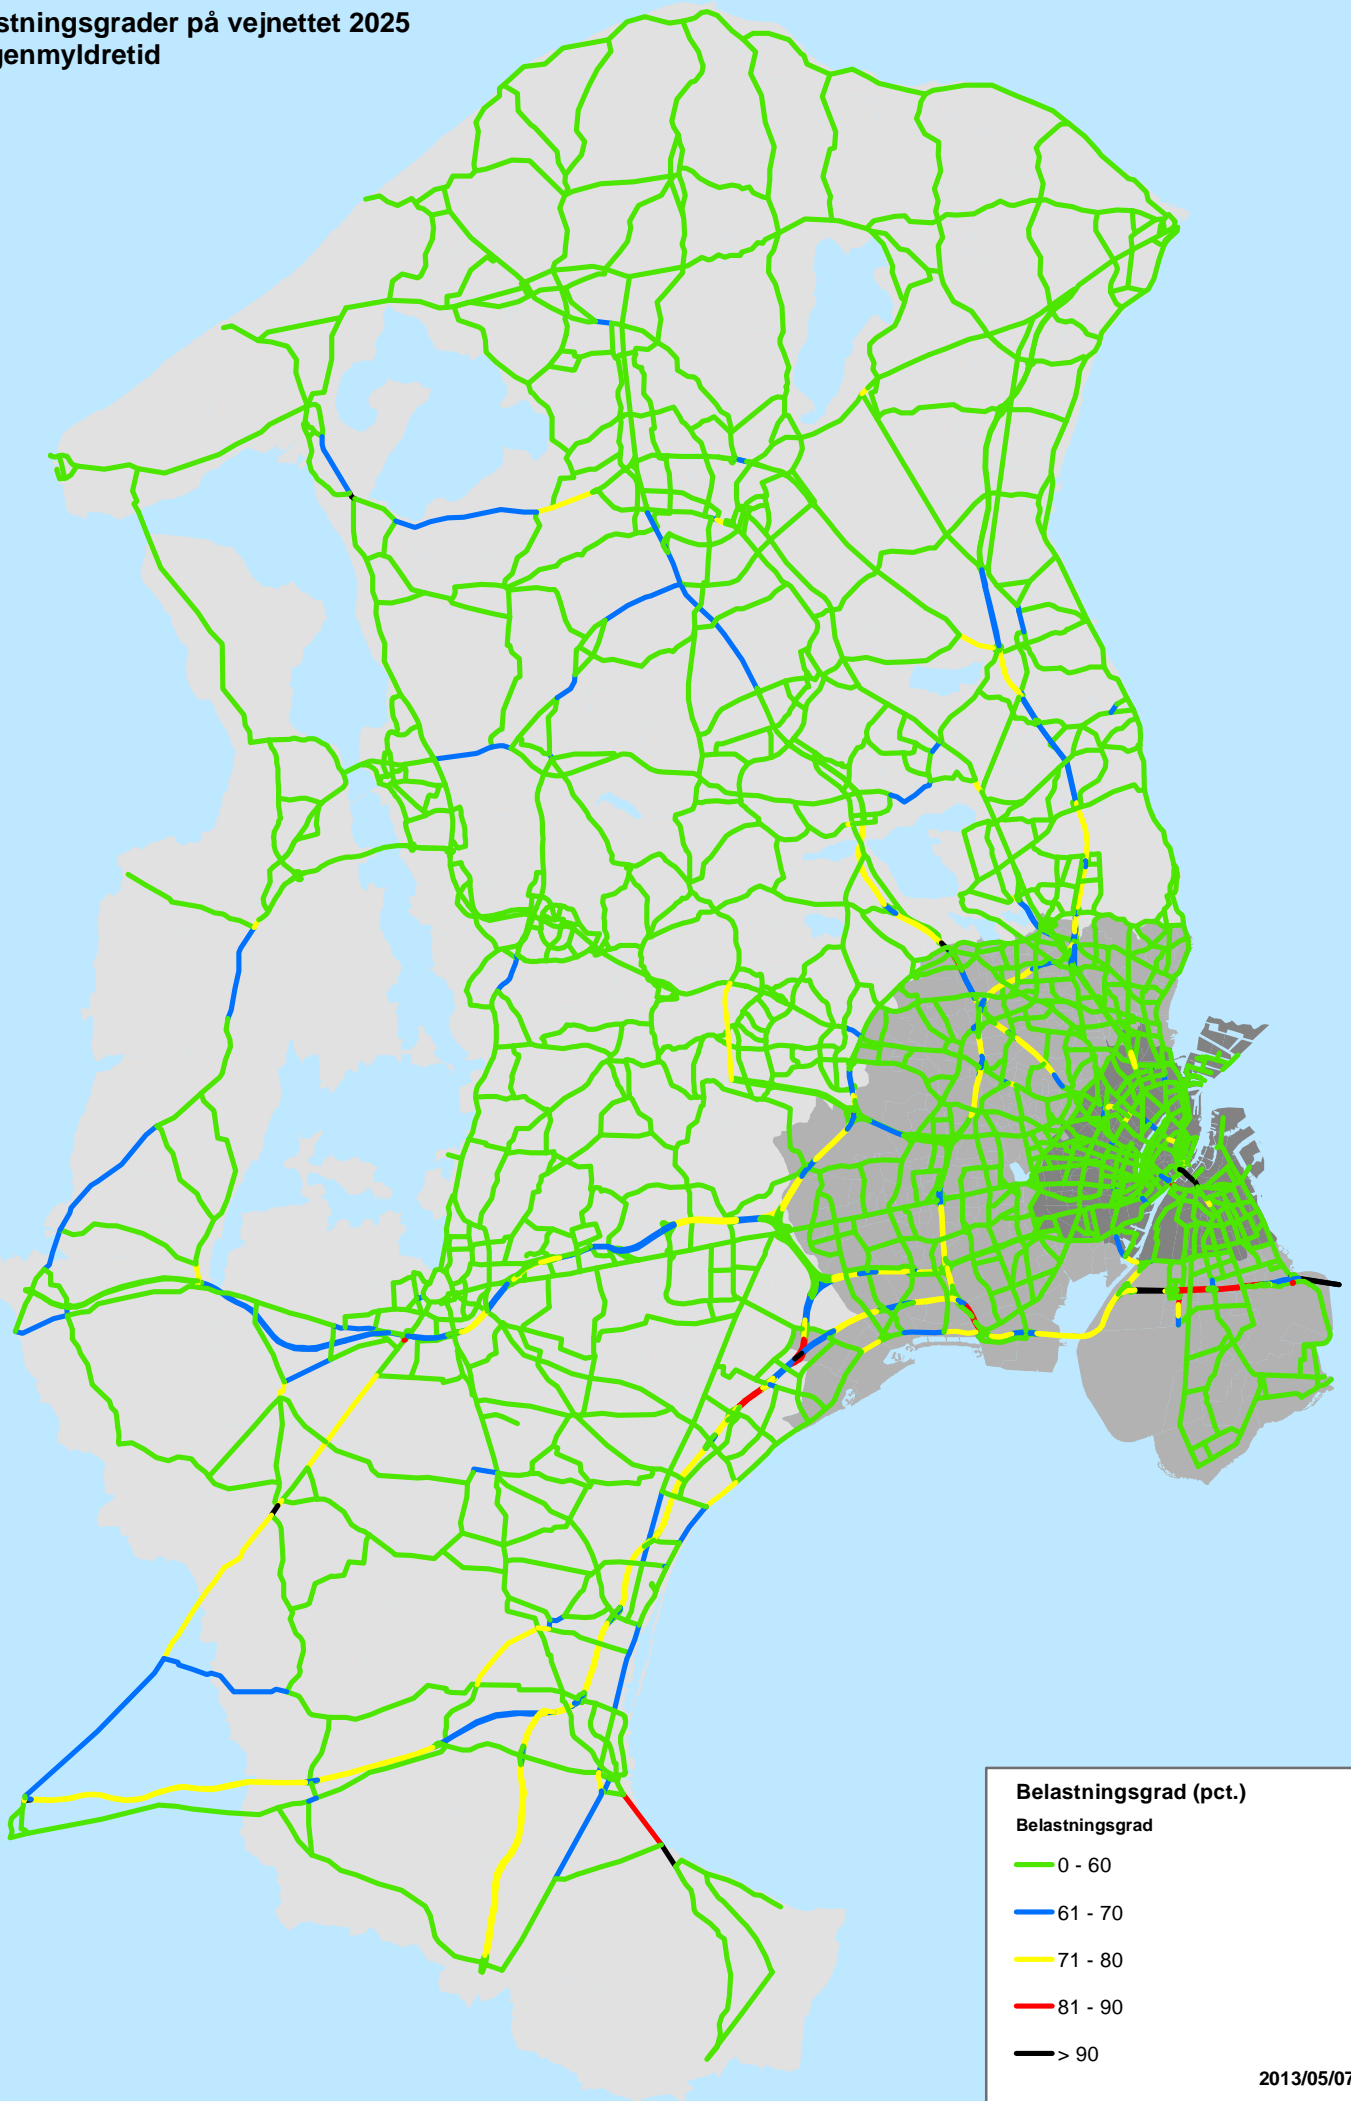 stningsgrader på vejnettet 2025
genmyldretid
Belastningsgrad (pct.)
Belastningsgrad
0 - 60
61 - 70
71 - 80
81 - 90
> 90
2013/05/07